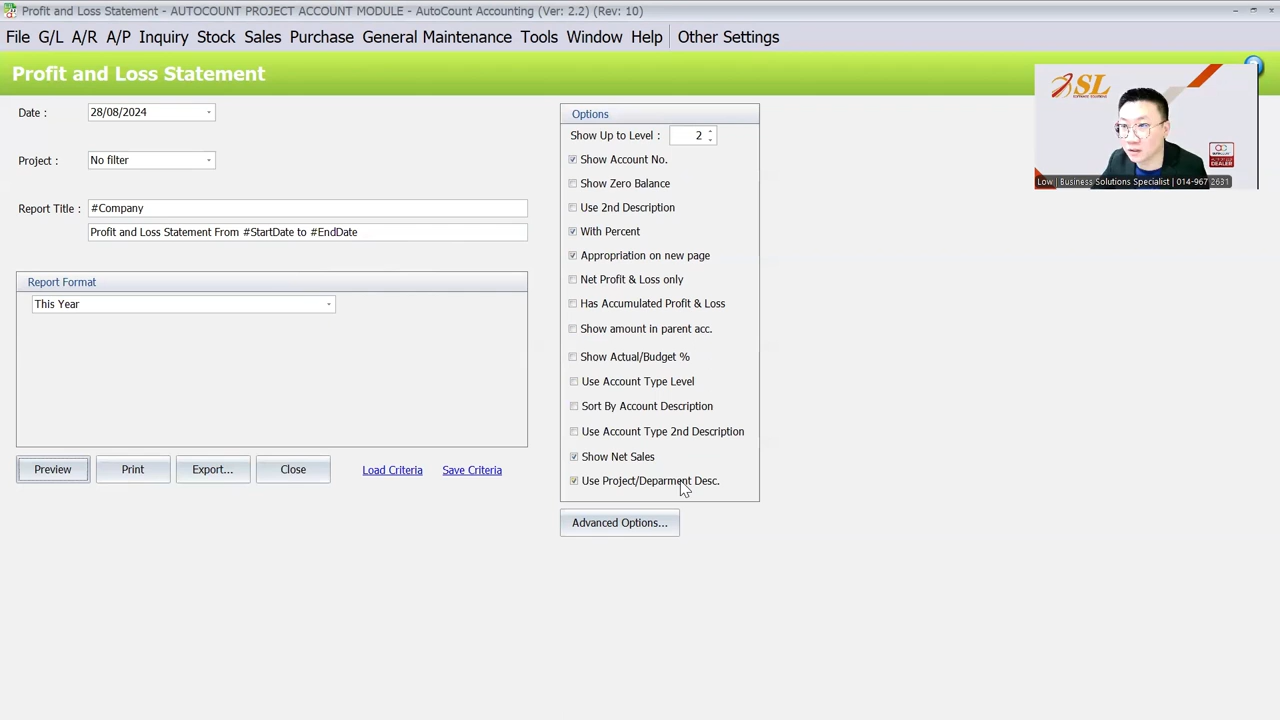 Profit and Loss Statement - AUTOCOUNT PROJECT ACCOUNT MODULE - AutoCount Accounting (Ver: 2.2) (Rev: 10)
File G/L A/R A/P Inquiry Stock Sales Purchase General Maintenance Tools Window Help Other Settings
Profit and Loss Statement
Date : 28/08/2024
Project : No filter
Report Title : #Company
Profit and Loss Statement From #StartDate to #EndDate
Report Format
This Year
Preview Print Export... Close Load Criteria Save Criteria
Options
Show Up to Level : 2
Show Account No.
Show Zero Balance
Use 2nd Description
With Percent
Appropriation on new page
Net Profit & Loss only
Has Accumulated Profit & Loss
Show amount in parent acc.
Show Actual/Budget %
Use Account Type Level
Sort By Account Description
Use Account Type 2nd Description
Show Net Sales
Use Project/Deparment Desc.
Advanced Options...
SL
Low | Business Solutions Specialist | 014-967 2631